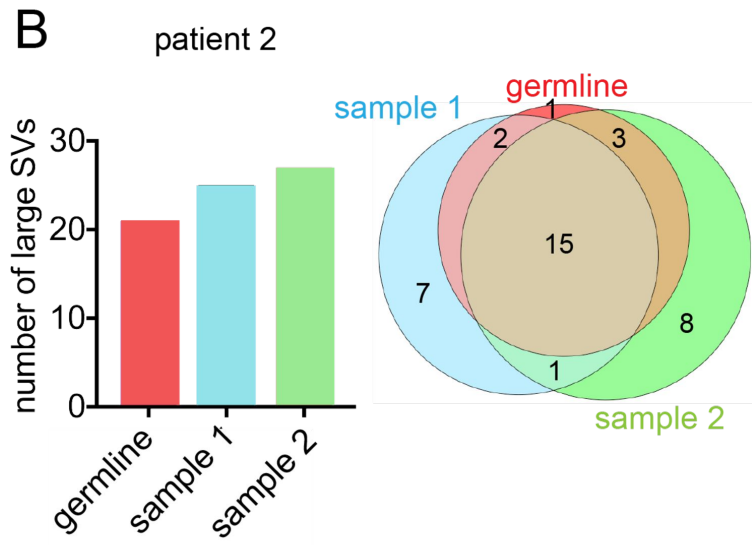 B
patient 2
number of large SVs
30
20
10
0
germline
sample 1
sample 2
germline
sample 1
1
2
3
15
7
8
1
sample 2